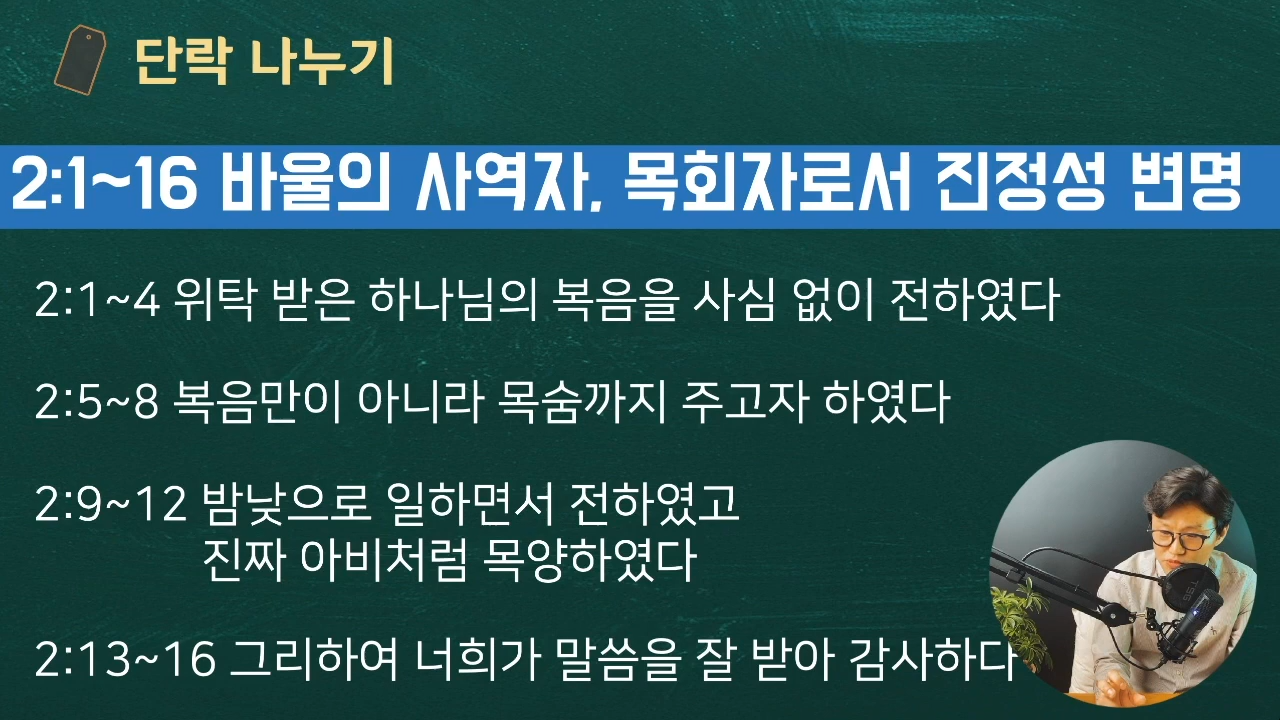 단락 나누기
2:1~16 바울의 사역자, 목회자로서 진정성 변명
2:1~4 위탁 받은 하나님의 복음을 사심 없이 전하였다
2:5~8 복음만이 아니라 목숨까지 주고자 하였다
2:9~12 밤낮으로 일하면서 전하였고
진짜 아비처럼 목양하였다
2:13~16 그리하여 너희가 말씀을 잘 받아 감사하다